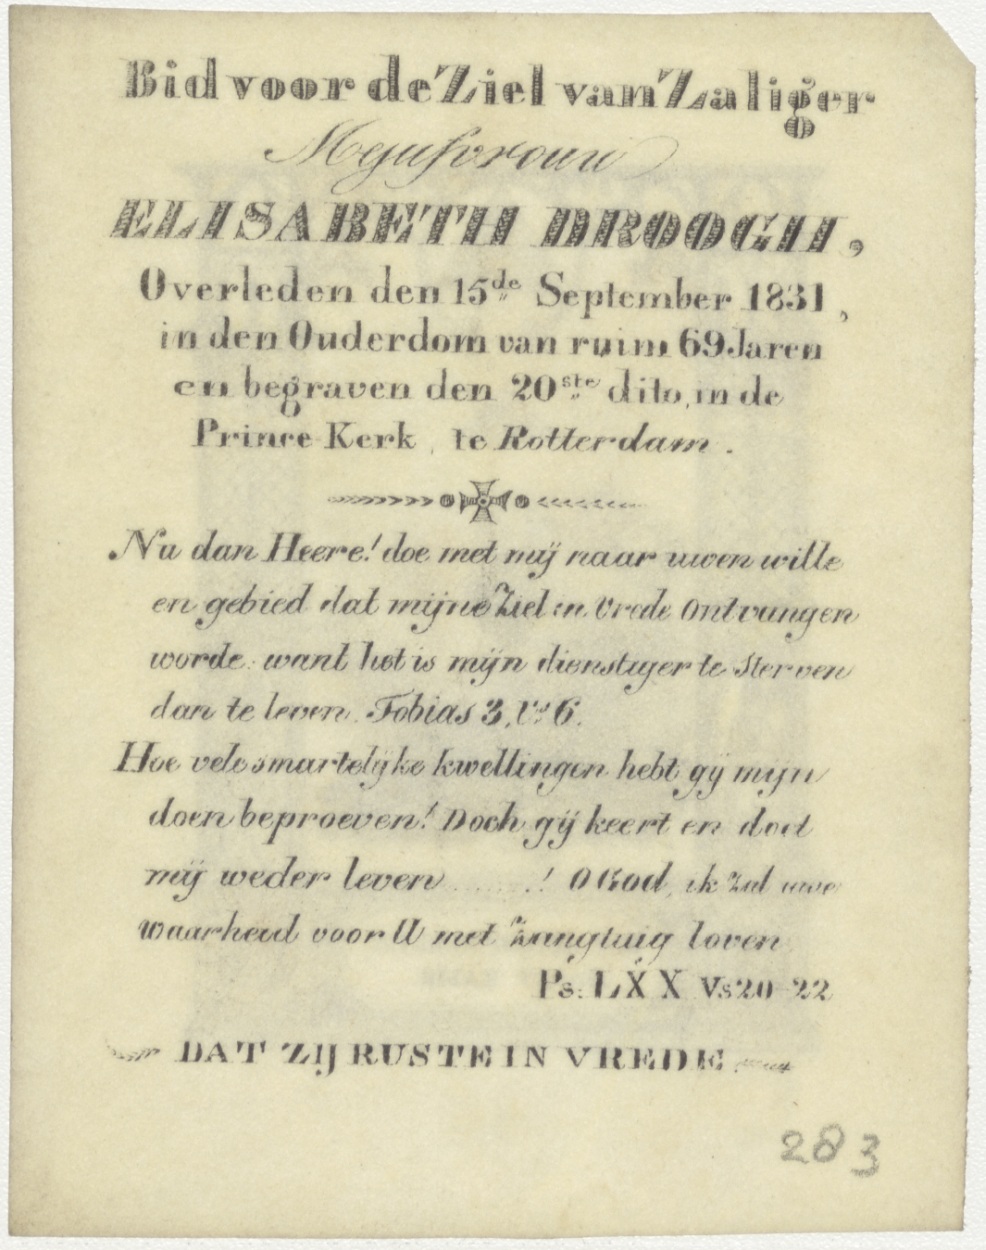 Bid voor de Ziel van Zaliger
Mejufvrouw
ELISABETH DROOGH,
Overleden den 15de September 1831,
in den Ouderdom van ruim 69 Jaren
en begraven den 20ste dito, in de
Prince Kerk, te Rotterdam.
Nu dan Heere! doe met mij naar uwen wille
en gebied dat mijne Ziel in Vrede Ontvangen
worde: want het is mijn dienstiger te Sterven
dan te leven. Tobias 3, Vs 6.
Hoe vele smartelijke kwellingen hebt gij mijn
doen beproeven! Doch gij keert en doet
mij weder leven ........! O God, ik zal uwe
waarheid voor U met Zangtuig loven
Ps: LXX Vs 20-22
DAT ZIJ RUSTE IN VREDE
283